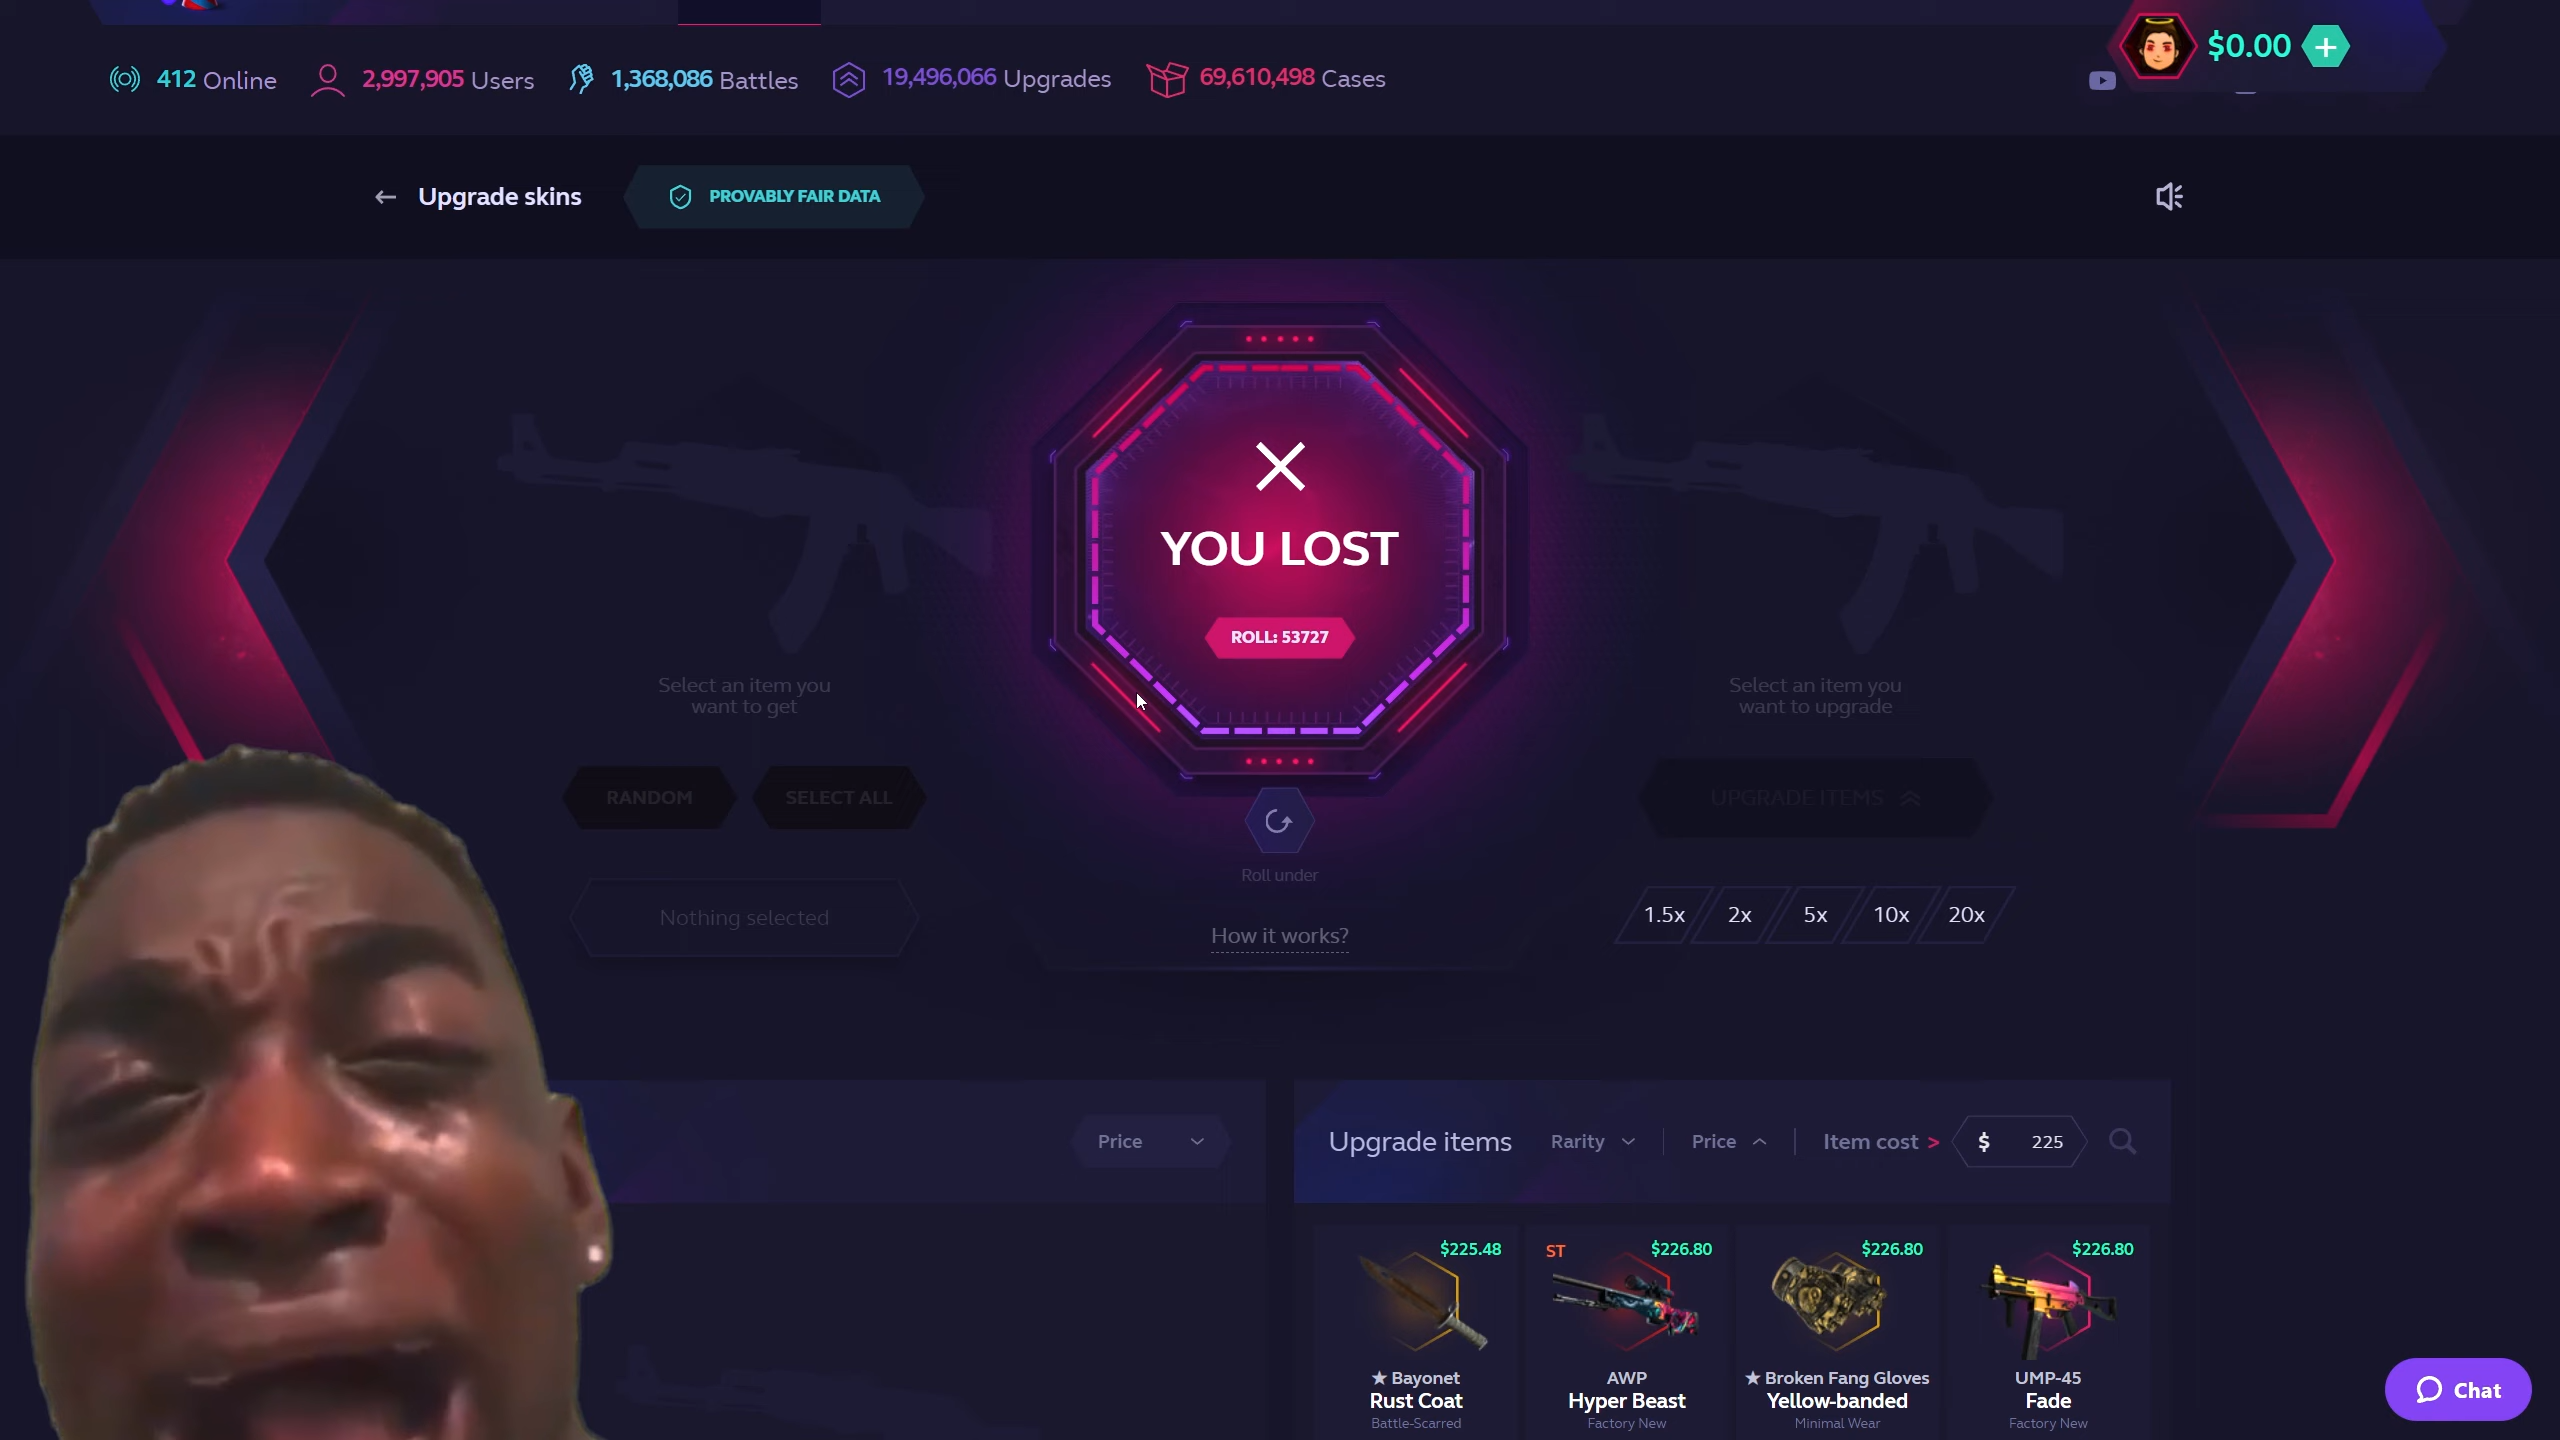 $0.00
412 Online
2,997,905 Users
1,368,086 Battles
19,496,066 Upgrades
69,610,498 Cases
Upgrade skins
PROVABLY FAIR DATA
YOU LOST
ROLL: 53727
Select an item you
want to get
Select an item you
want to upgrade
RANDOM
SELECT ALL
UPGRADE ITEMS
Roll under
Nothing selected
How it works?
1.5x
2x
5x
10x
20x
Price
Upgrade items
Rarity
Price
Item cost >
$ 225
$225.48
ST
$226.80
$226.80
$226.80
★ Bayonet
Rust Coat
Battle-Scarred
AWP
Hyper Beast
Factory New
★ Broken Fang Gloves
Yellow-banded
Minimal Wear
UMP-45
Fade
Factory New
Chat